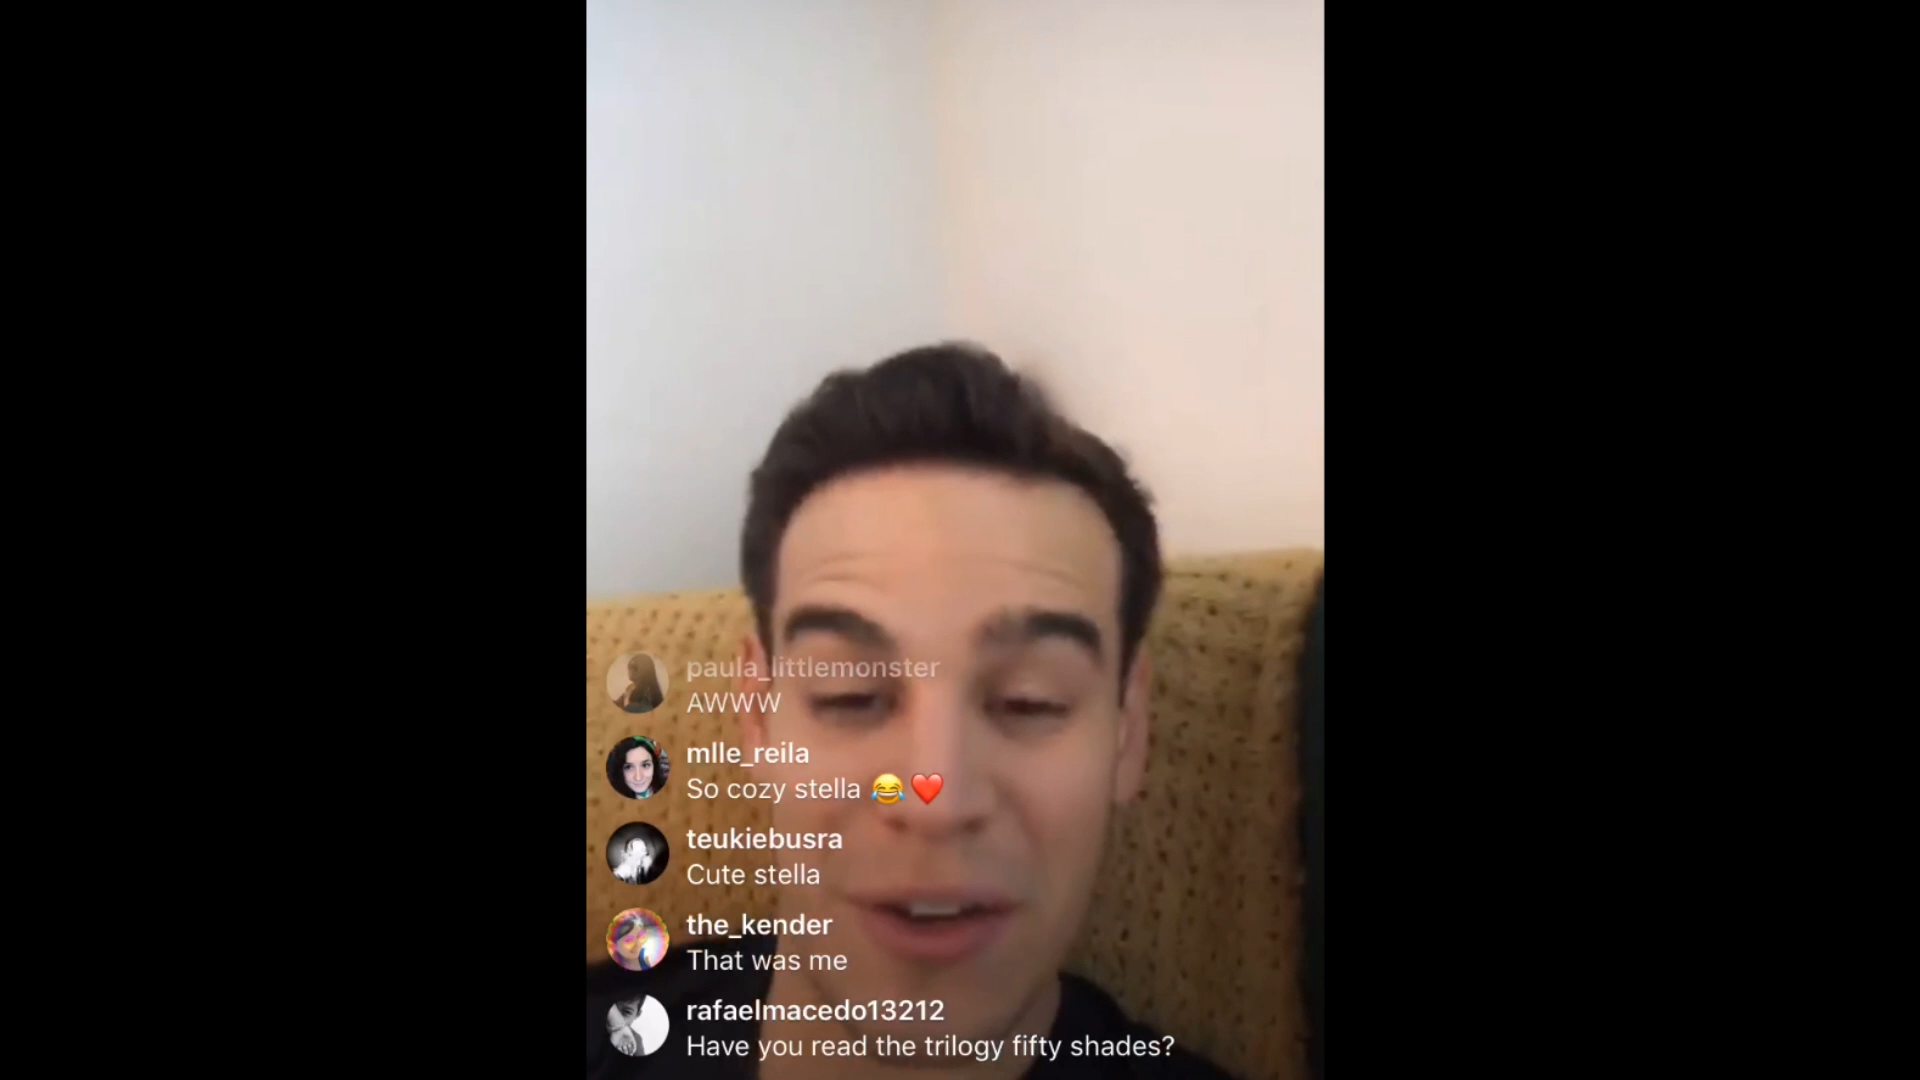 paula_littlemonster
AWWW
mlle_reila
So cozy stella 😂❤️
teukiebusra
Cute stella
the_kender
That was me
rafaelmacedo13212
Have you read the trilogy fifty shades?